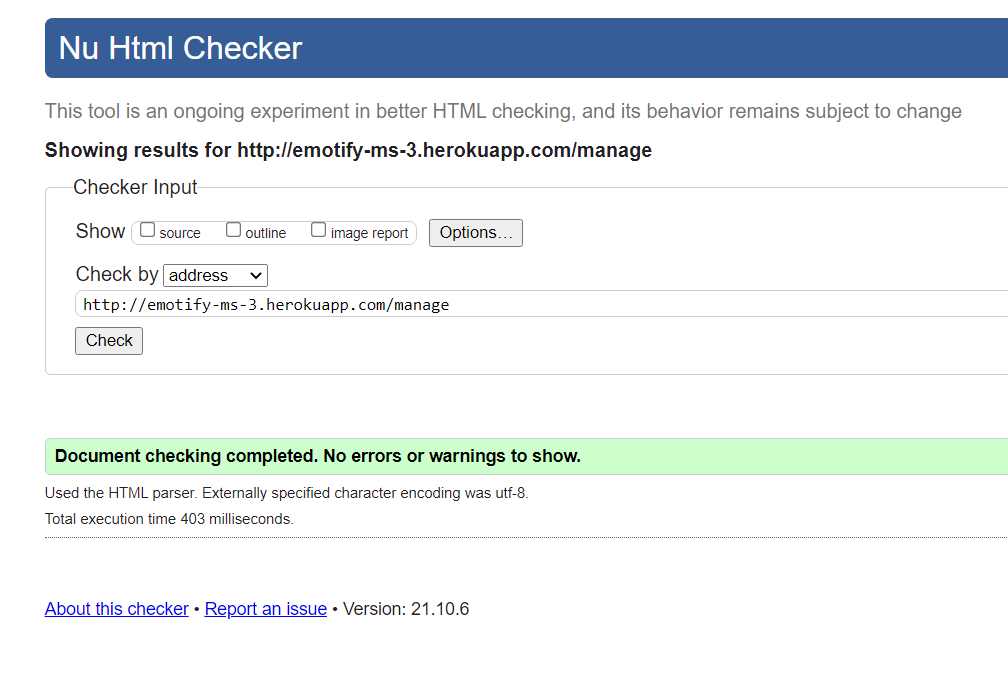 Nu Html Checker
This tool is an ongoing experiment in better HTML checking, and its behavior remains subject to change
Showing results for http://emotify-ms-3.herokuapp.com/manage
Checker Input
Show source outline image report Options...
Check by address
http://emotify-ms-3.herokuapp.com/manage
Check
Document checking completed. No errors or warnings to show.
Used the HTML parser. Externally specified character encoding was utf-8.
Total execution time 403 milliseconds.
About this checker • Report an issue • Version: 21.10.6